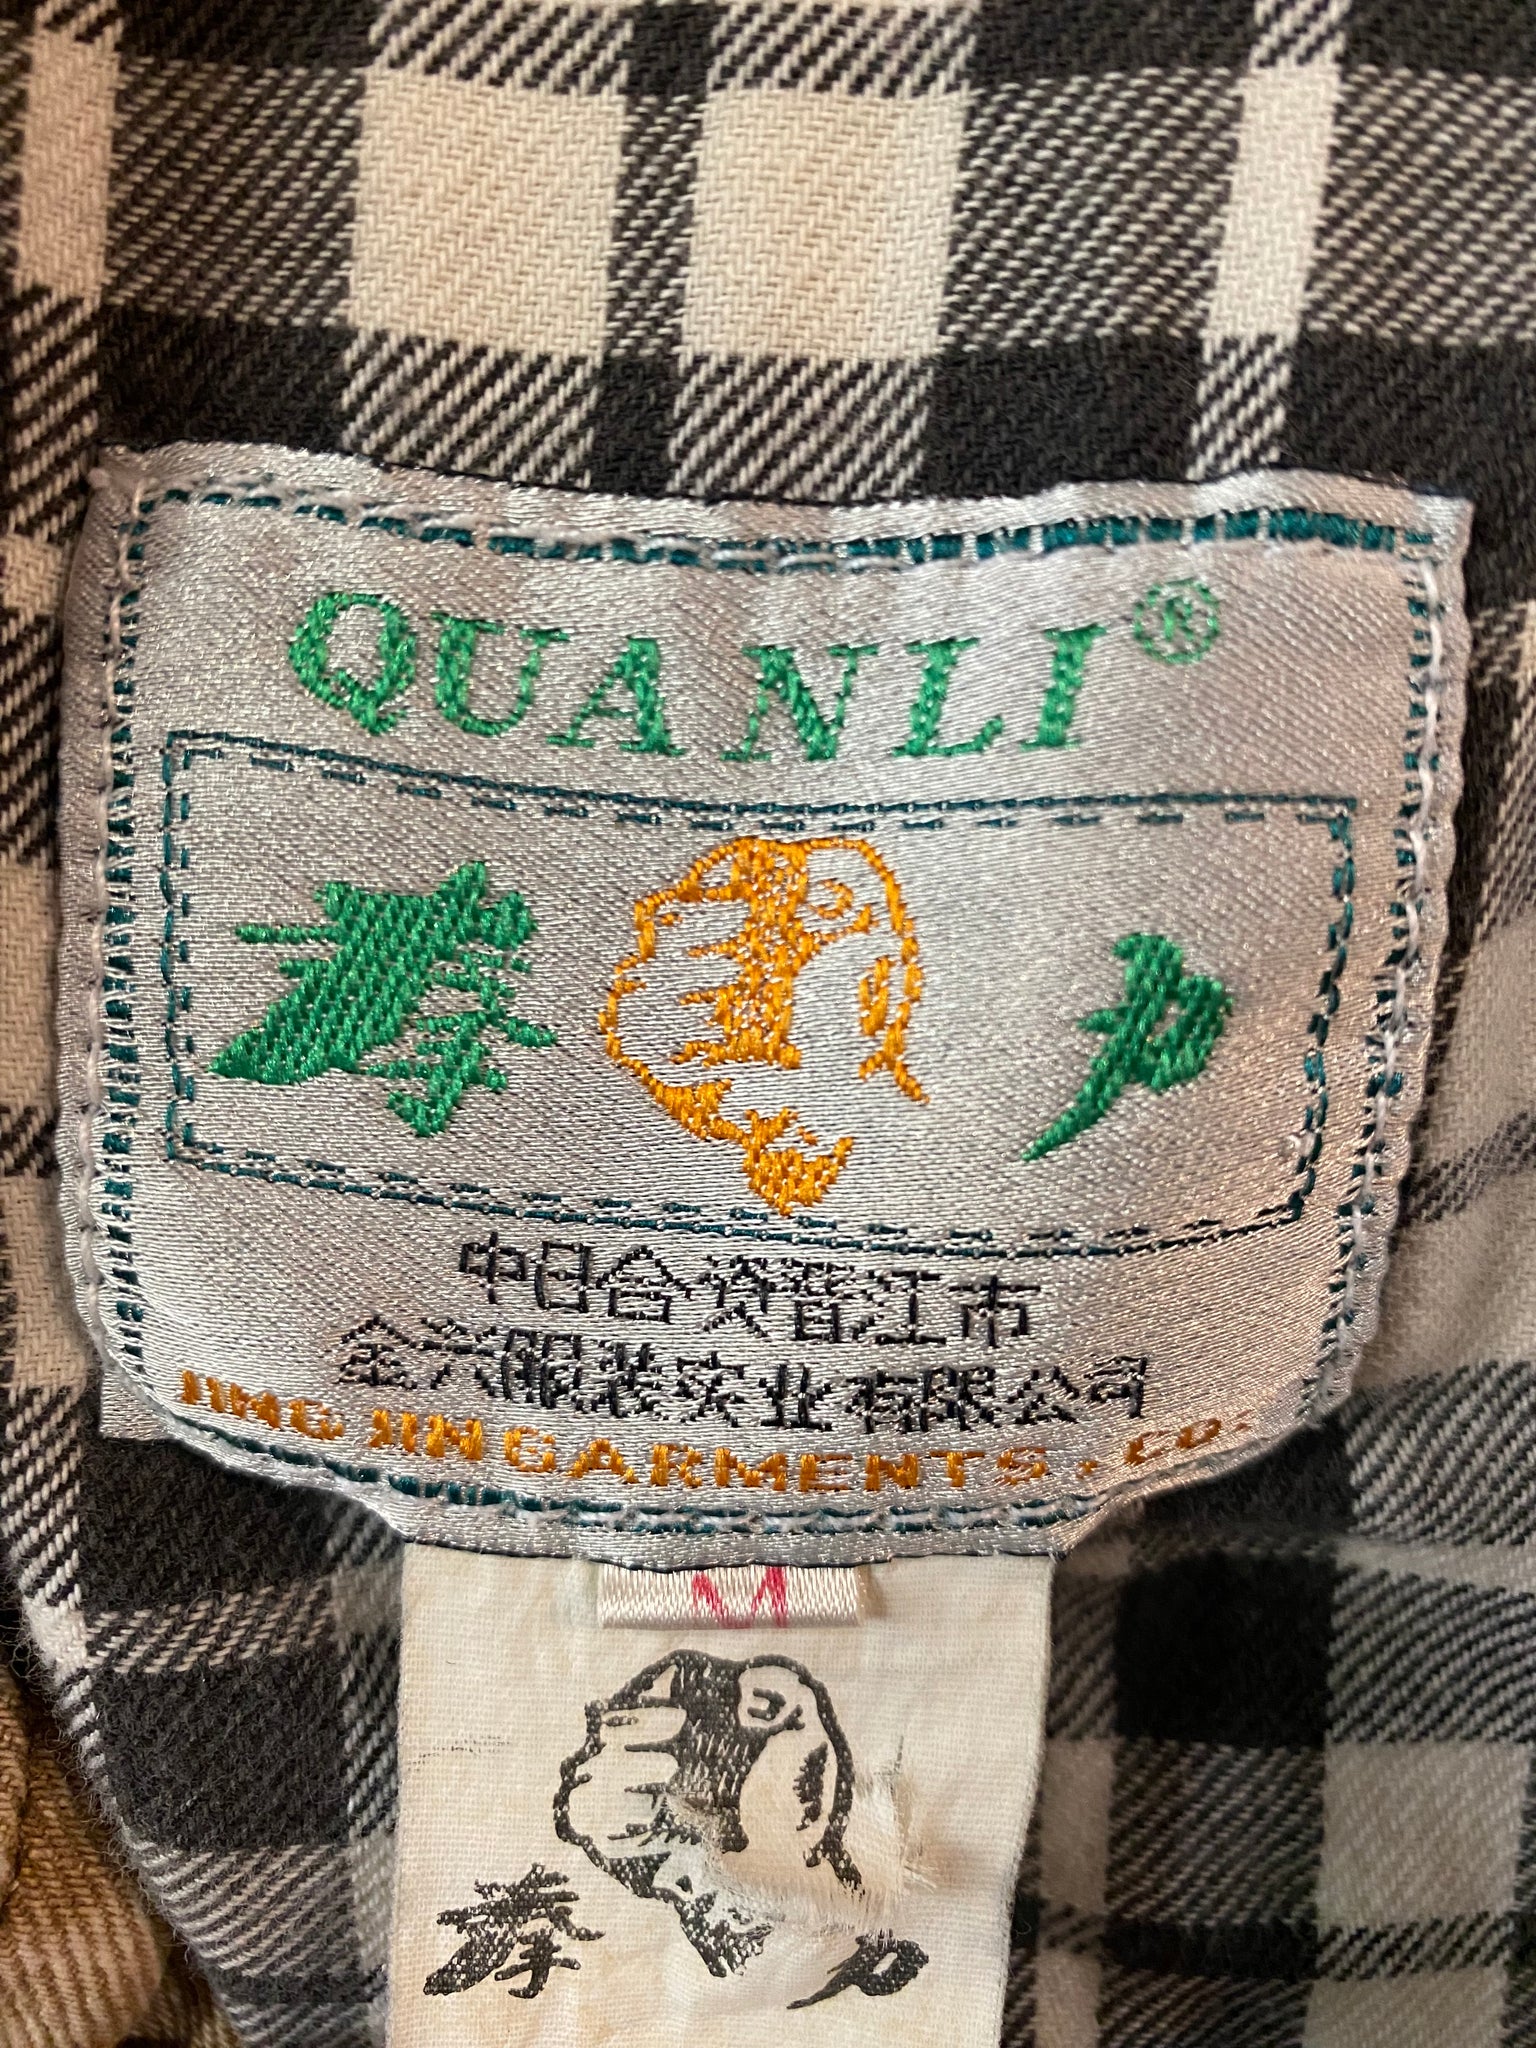 QUANLI®
拳 力
中日合资晋江市
金兴服装实业有限公司
JING XIN GARMENTS. CO:
M
拳 力